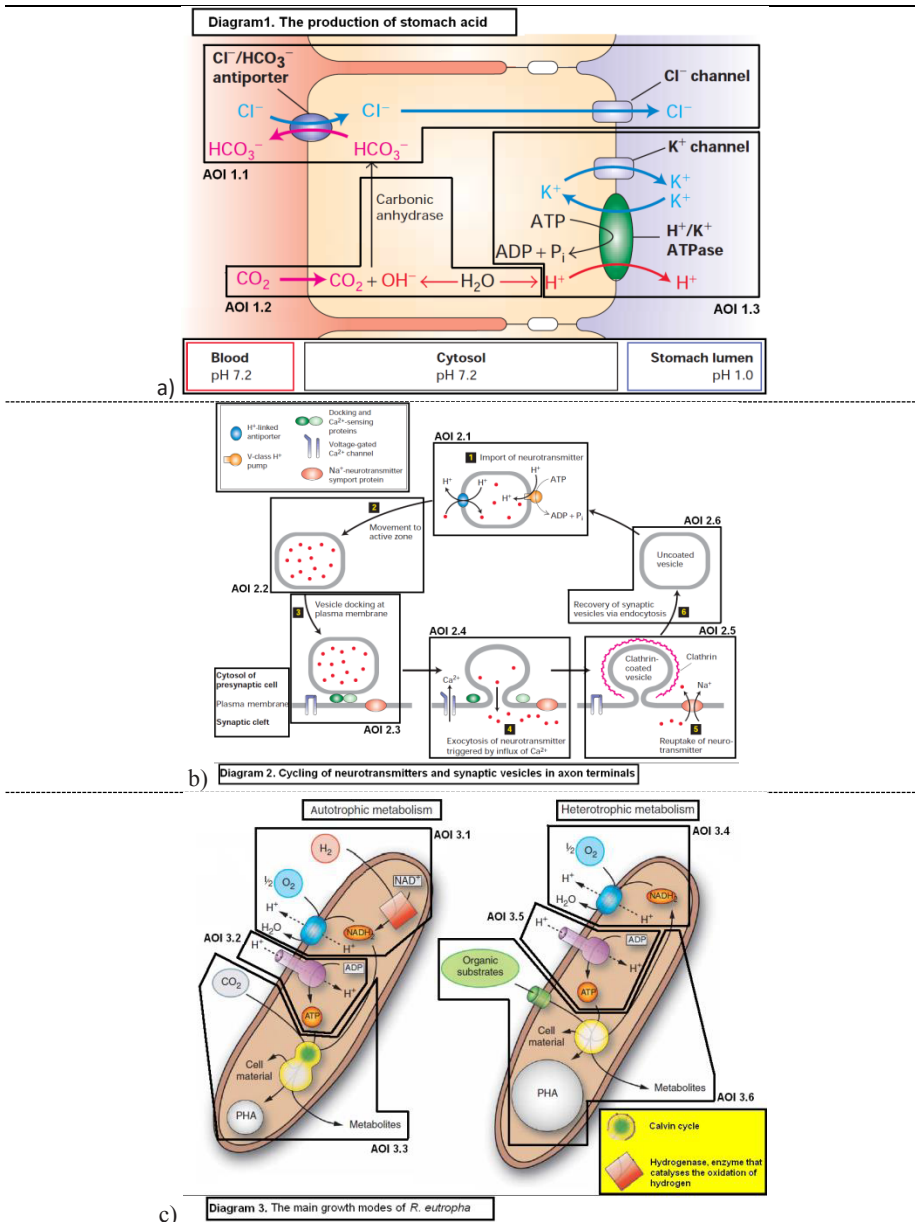 Diagram1. The production of stomach acid
Cl⁻/HCO₃⁻
antiporter
Cl⁻ channel
Cl⁻
Cl⁻
Cl⁻
HCO₃⁻
HCO₃⁻
AOI 1.1
K⁺ channel
Carbonic
anhydrase
K⁺
K⁺
K⁺
ATP
H⁺/K⁺
ATPase
ADP + Pᵢ
CO₂
CO₂ + OH⁻
H₂O
H⁺
H⁺
AOI 1.2
AOI 1.3
Blood
pH 7.2
Cytosol
pH 7.2
Stomach lumen
pH 1.0
a)
H⁺-linked
antiporter
V-class H⁺
pump
Docking and
Ca²⁺-sensing
proteins
Voltage-gated
Ca²⁺ channel
Na⁺-neurotransmitter
symport protein
AOI 2.1
1 Import of neurotransmitter
H⁺
H⁺
H⁺
H⁺
ATP
ADP + Pᵢ
2
Movement to
active zone
AOI 2.2
AOI 2.6
Uncoated
vesicle
Recovery of synaptic
vesicles via endocytosis
6
3
Vesicle docking at
plasma membrane
AOI 2.3
Cytosol of
presynaptic cell
Plasma membrane
Synaptic cleft
AOI 2.4
Ca²⁺
4
Exocytosis of neurotransmitter
triggered by influx of Ca²⁺
AOI 2.5
Clathrin-
coated
vesicle
Clathrin
Na⁺
5
Reuptake of neuro-
transmitter
b)
Diagram 2. Cycling of neurotransmitters and synaptic vesicles in axon terminals
Autotrophic metabolism
AOI 3.1
H₂
½ O₂
NAD⁺
H⁺
H₂O
NADH₂
H⁺
AOI 3.2
H⁺
ADP
H⁺
CO₂
ATP
Cell
material
PHA
Metabolites
AOI 3.3
Heterotrophic metabolism
AOI 3.4
½ O₂
H⁺
H₂O
NADH₂
H⁺
AOI 3.5
H⁺
ADP
H⁺
Organic
substrates
ATP
Cell
material
PHA
Metabolites
AOI 3.6
Calvin cycle
Hydrogenase, enzyme that
catalyses the oxidation of
hydrogen
c)
Diagram 3. The main growth modes of R. eutropha